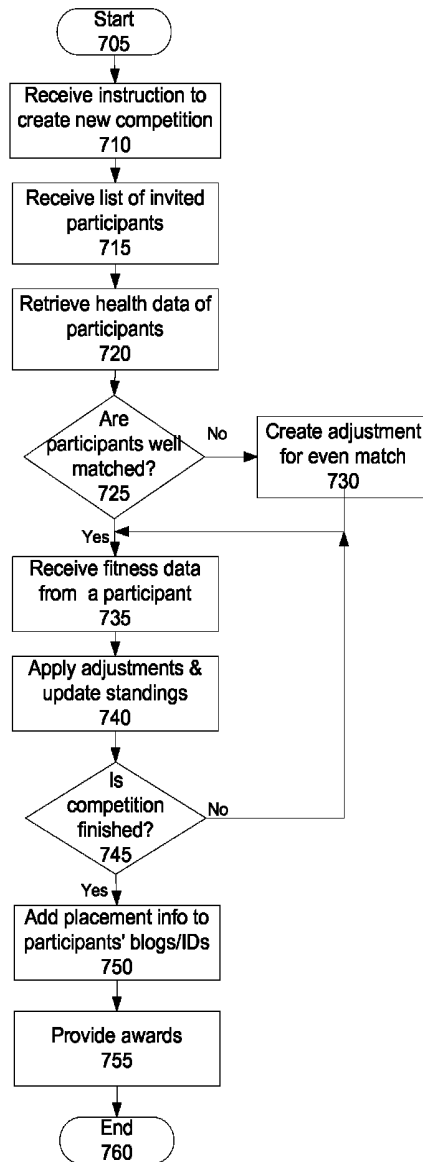 Start
705
Receive instruction to
create new competition
710
Receive list of invited
participants
715
Retrieve health data of
participants
720
Are
participants well
matched?
725
No
Create adjustment
for even match
730
Yes
Receive fitness data
from a participant
735
Apply adjustments &
update standings
740
Is
competition
finished?
745
No
Yes
Add placement info to
participants' blogs/IDs
750
Provide awards
755
End
760